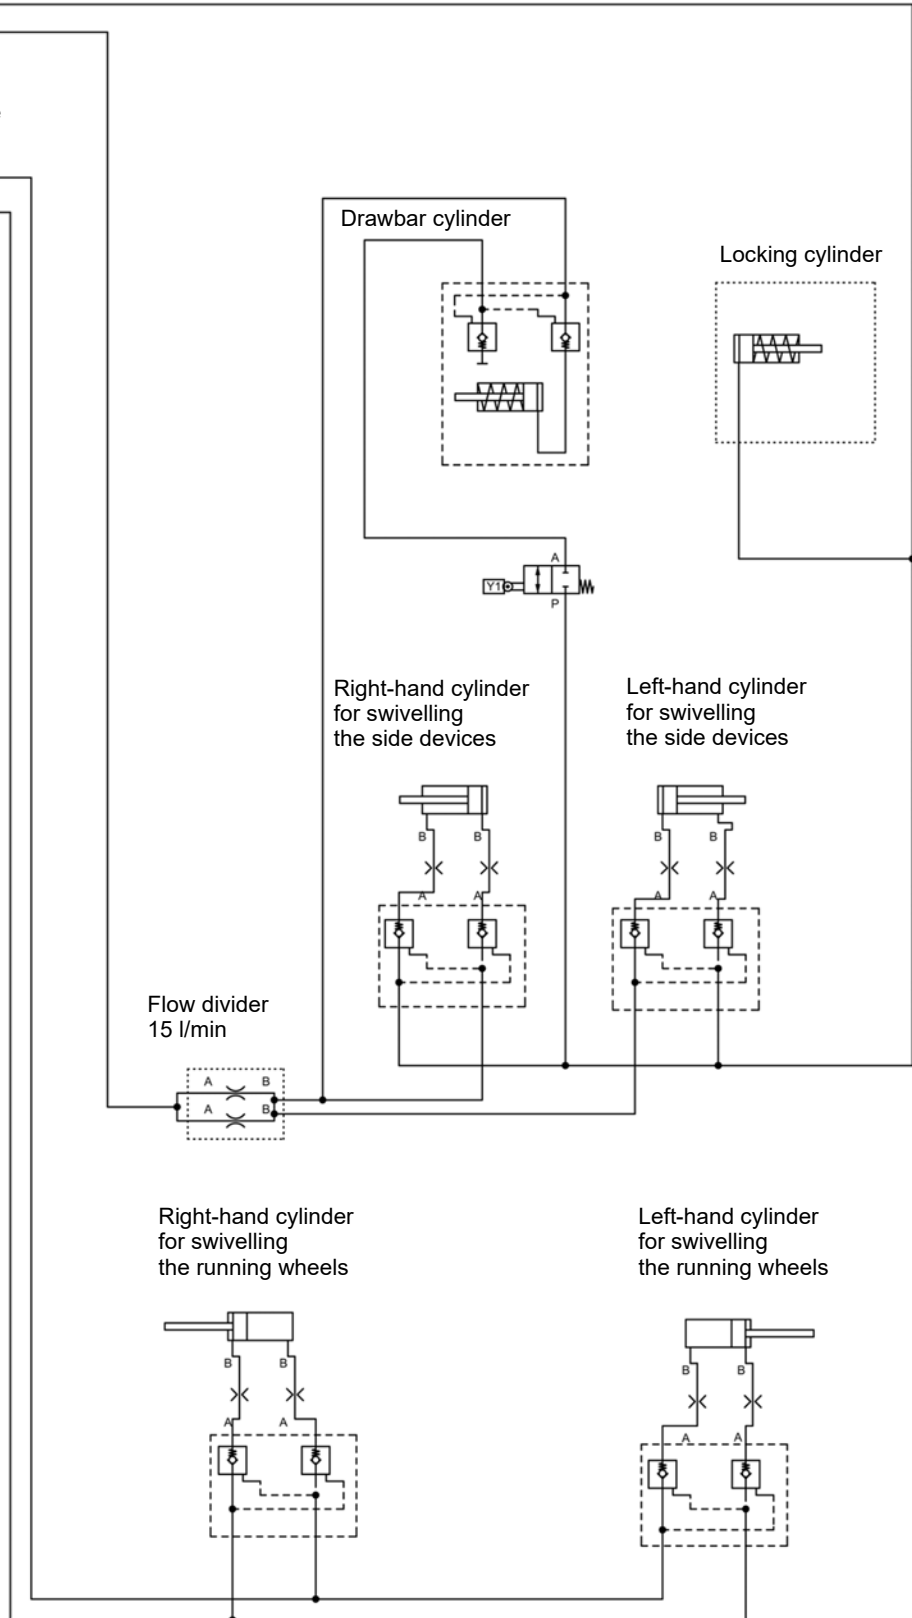 Drawbar cylinder
Locking cylinder
A
Y1
P
Right-hand cylinder
for swivelling
the side devices
Left-hand cylinder
for swivelling
the side devices
B B
B B
A A
A A
Flow divider
15 l/min
A B
A B
Right-hand cylinder
for swivelling
the running wheels
Left-hand cylinder
for swivelling
the running wheels
B B
B B
A A
A A